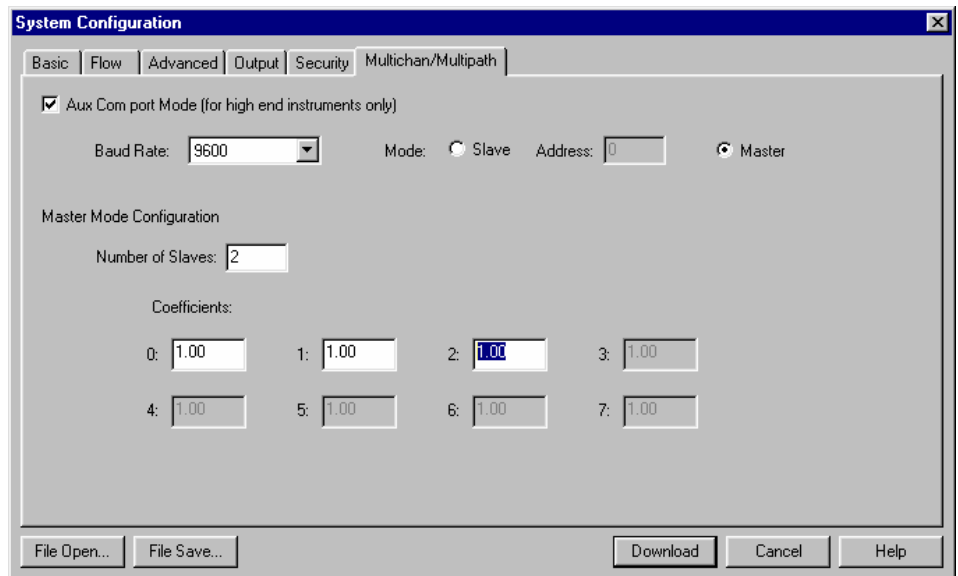 System Configuration
Basic Flow Advanced Output Security Multichan/Multipath
Aux Com port Mode (for high end instruments only)
Baud Rate: 9600 Mode: Slave Address: 0 Master
Master Mode Configuration
Number of Slaves: 2
Coefficients:
0: 1.00 1: 1.00 2: 1.00 3: 1.00
4: 1.00 5: 1.00 6: 1.00 7: 1.00
File Open... File Save... Download Cancel Help